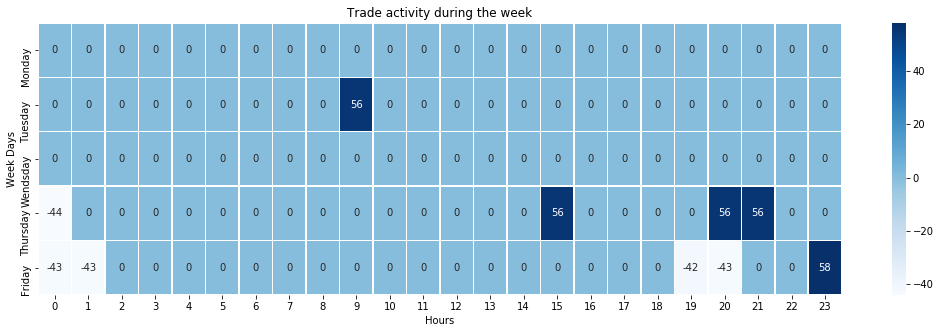 Trade activity during the week
Week Days
Monday
0 0 0 0 0 0 0 0 0 0 0 0 0 0 0 0 0 0 0 0 0 0 0 0
Tuesday
0 0 0 0 0 0 0 0 0 56 0 0 0 0 0 0 0 0 0 0 0 0 0 0
Wendsday
0 0 0 0 0 0 0 0 0 0 0 0 0 0 0 0 0 0 0 0 0 0 0 0
Thursday
-44 0 0 0 0 0 0 0 0 0 0 0 0 0 0 56 0 0 0 0 56 56 0 0
Friday
-43 -43 0 0 0 0 0 0 0 0 0 0 0 0 0 0 0 0 0 -42 -43 0 0 58
0 1 2 3 4 5 6 7 8 9 10 11 12 13 14 15 16 17 18 19 20 21 22 23
Hours
40
20
0
−20
−40